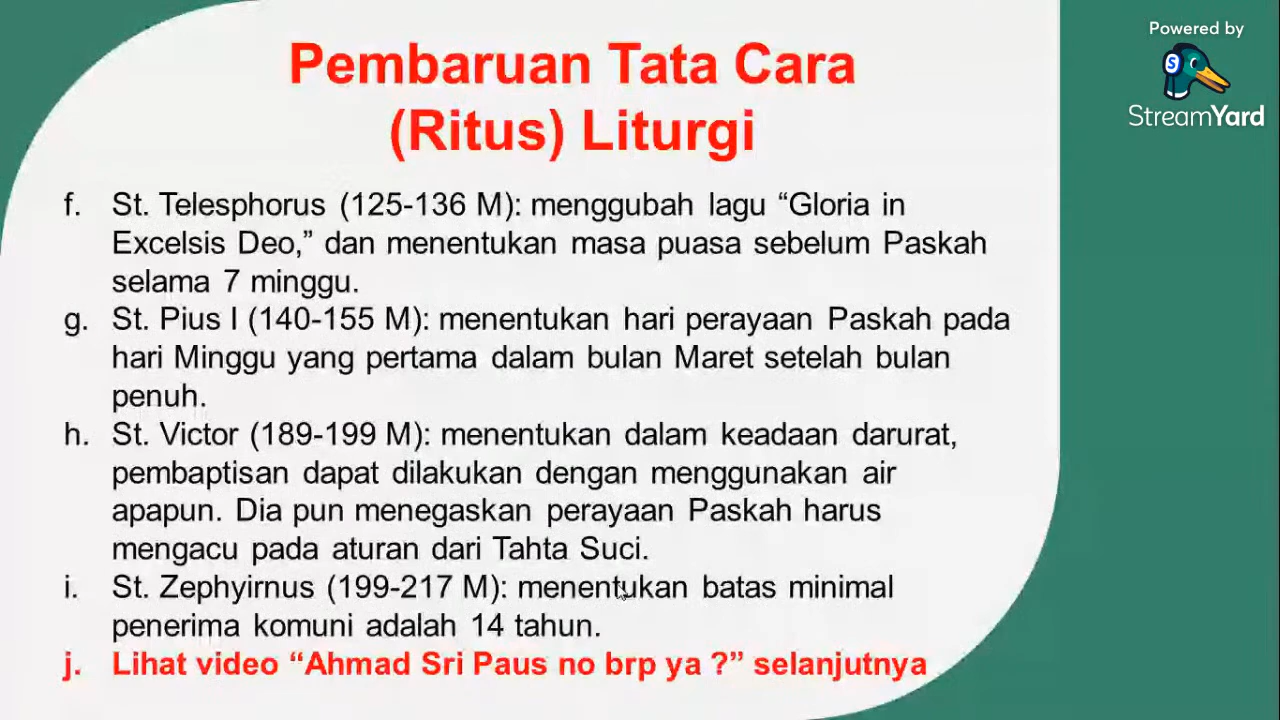 Pembaruan Tata Cara
(Ritus) Liturgi
Powered by
StreamYard
f. St. Telesphorus (125-136 M): menggubah lagu “Gloria in
Excelsis Deo,” dan menentukan masa puasa sebelum Paskah
selama 7 minggu.
g. St. Pius I (140-155 M): menentukan hari perayaan Paskah pada
hari Minggu yang pertama dalam bulan Maret setelah bulan
penuh.
h. St. Victor (189-199 M): menentukan dalam keadaan darurat,
pembaptisan dapat dilakukan dengan menggunakan air
apapun. Dia pun menegaskan perayaan Paskah harus
mengacu pada aturan dari Tahta Suci.
i. St. Zephyirnus (199-217 M): menentukan batas minimal
penerima komuni adalah 14 tahun.
j. Lihat video “Ahmad Sri Paus no brp ya ?” selanjutnya